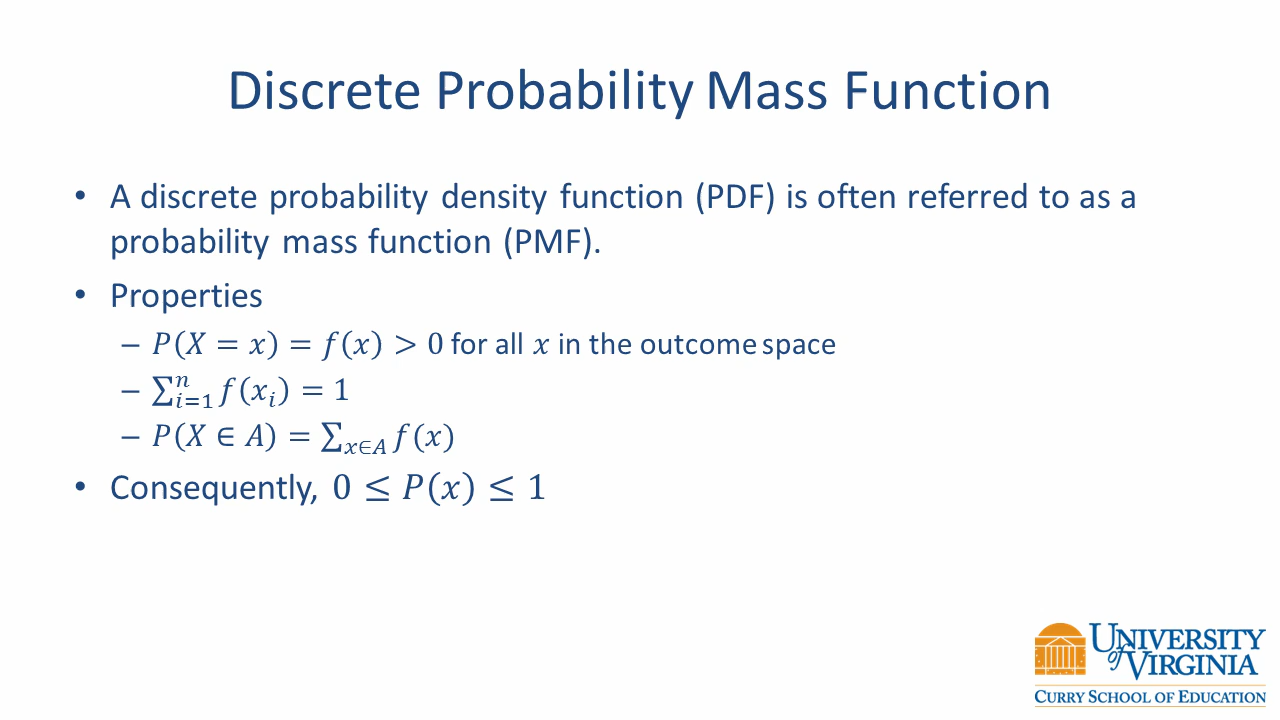 Discrete Probability Mass Function
• A discrete probability density function (PDF) is often referred to as a
probability mass function (PMF).
• Properties
– 𝑃(𝑋 = 𝑥) = 𝑓(𝑥) > 0 for all 𝑥 in the outcome space
– ∑ⁿᵢ₌₁ 𝑓(𝑥ᵢ) = 1
– 𝑃(𝑋 ∈ 𝐴) = ∑ₓ∈𝐴 𝑓(𝑥)
• Consequently, 0 ≤ 𝑃(𝑥) ≤ 1
UNIVERSITY
of VIRGINIA
CURRY SCHOOL OF EDUCATION